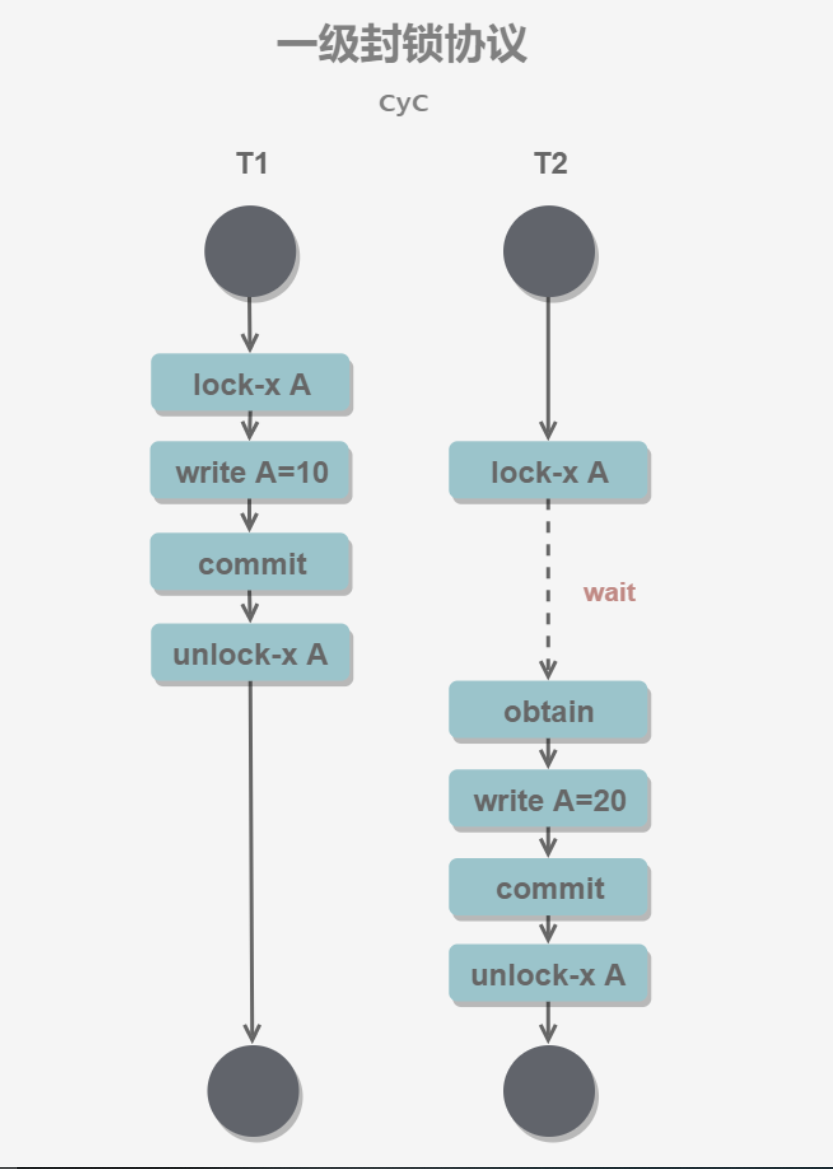 一级封锁协议
CyC
T1
T2
lock-x A
write A=10
lock-x A
commit
wait
unlock-x A
obtain
write A=20
commit
unlock-x A